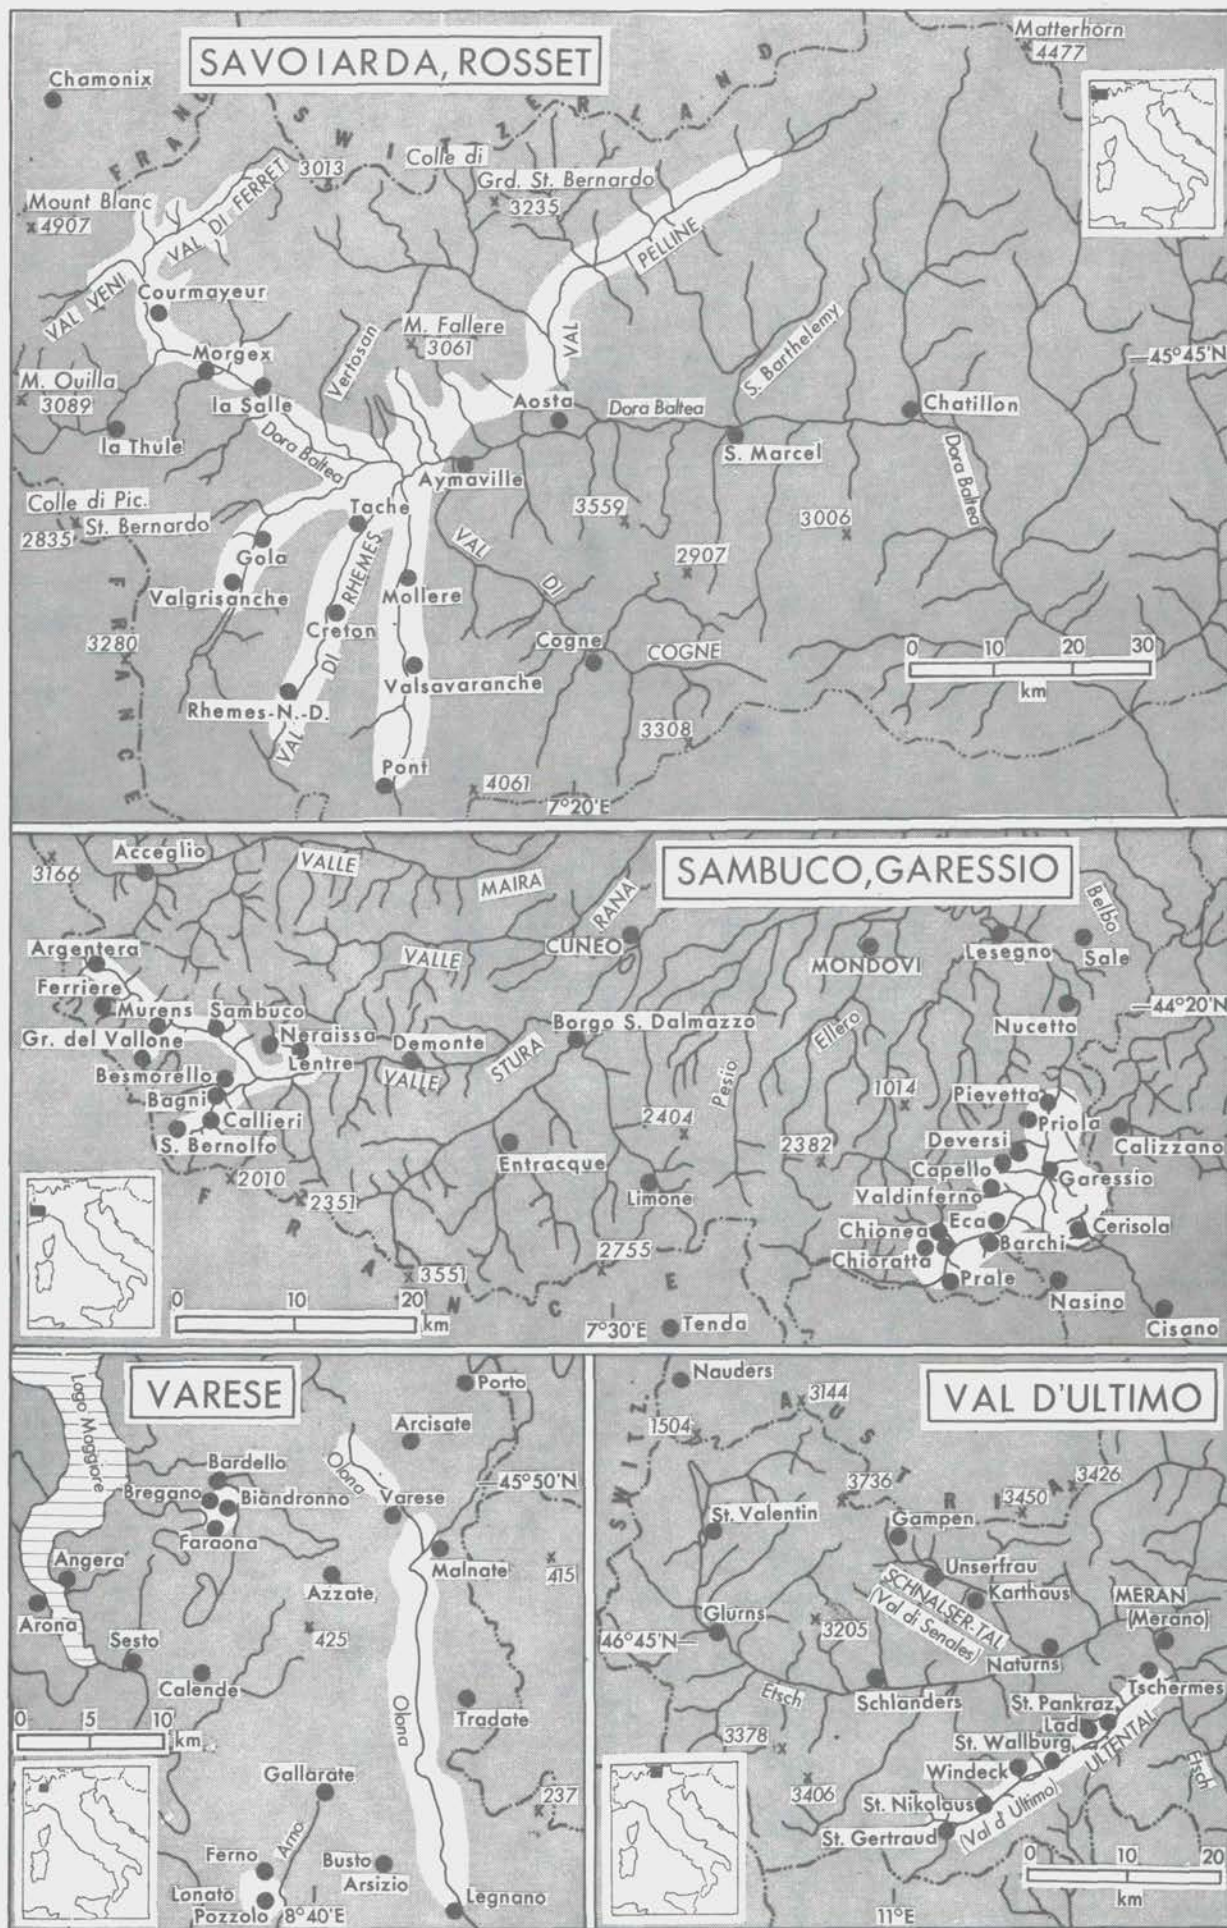 SAVOIARDA, ROSSET
Matterhorn
4477
Chamonix
FRANC
SWITZERLAND
3013
Colle di
Grd. St. Bernardo
3235
Mount Blanc
4907
VAL DI FERRET
VAL VENI
PELLINE
VAL
Courmayeur
Vertosan
M. Fallere
3061
S. Barthelemy
45°45'N
Morgex
M. Ouilla
3089
la Salle
Aosta
Dora Baltea
Chatillon
la Thule
Dora Baltea
S. Marcel
Dora Baltea
Aymaville
Colle di Pic.
St. Bernardo
2835
Tache
3559
3006
Gola
VAL DI COGNE
2907
Valgrisanche
RHEMES
Mollere
FRANCE
Creton
3280
Cogne
0 10 20 30
km
DI
Valsavaranche
Rhemes-N.-D.
VAL
3308
Pont
4061
7°20'E
SAMBUCO, GARESSIO
Acceglio
3166
VALLE
MAIRA
RANA
Belbo
Argentera
VALLE
CUNEO
MONDOVI
Lesegno
Sale
Ferriere
Murens
Sambuco
44°20'N
Gr. del Vallone
Neraissa
Demonte
Borgo S. Dalmazzo
Nucetto
Lentre
VALLE
STURA
Ellero
Besmorello
Bagni
Pesio
1014
Pievetta
Callieri
2404
Priola
S. Bernolfo
Deversi
Calizzano
Entracque
2382
Capello
Garessio
2010
2351
Limone
Valdinferno
FRANCE
Eca
Cerisola
Chionea
2755
Barchi
Chioratta
3551
Prale
Nasino
0 10 20
km
7°30'E
Tenda
Cisano
VARESE
Lago Maggiore
Porto
Arcisate
Bardello
Olona
45°50'N
Bregano
Biandronno
Varese
Faraona
Malnate
Angera
Azzate
415
Arona
425
Sesto
Calende
Olona
0 5 10
km
Tradate
Gallarate
237
Arno
Ferno
Busto
Arsizio
Lonato
Pozzolo
8°40'E
Legnano
VAL D'ULTIMO
Nauders
3144
SWITZ
1504
AUSTRIA
3426
3736
3450
St. Valentin
Gampen
Unserfrau
Karthaus
SCHNALSER-TAL
(Val di Senales)
MERAN
(Merano)
Glurns
3205
46°45'N
Naturns
Etsch
Schlanders
Tschermes
St. Pankraz
Lad
3378
St. Wallburg
ULTENTAL
Windeck
Etsch
3406
St. Nikolaus
(Val d' Ultimo)
St. Gertraud
0 10 20
km
11°E